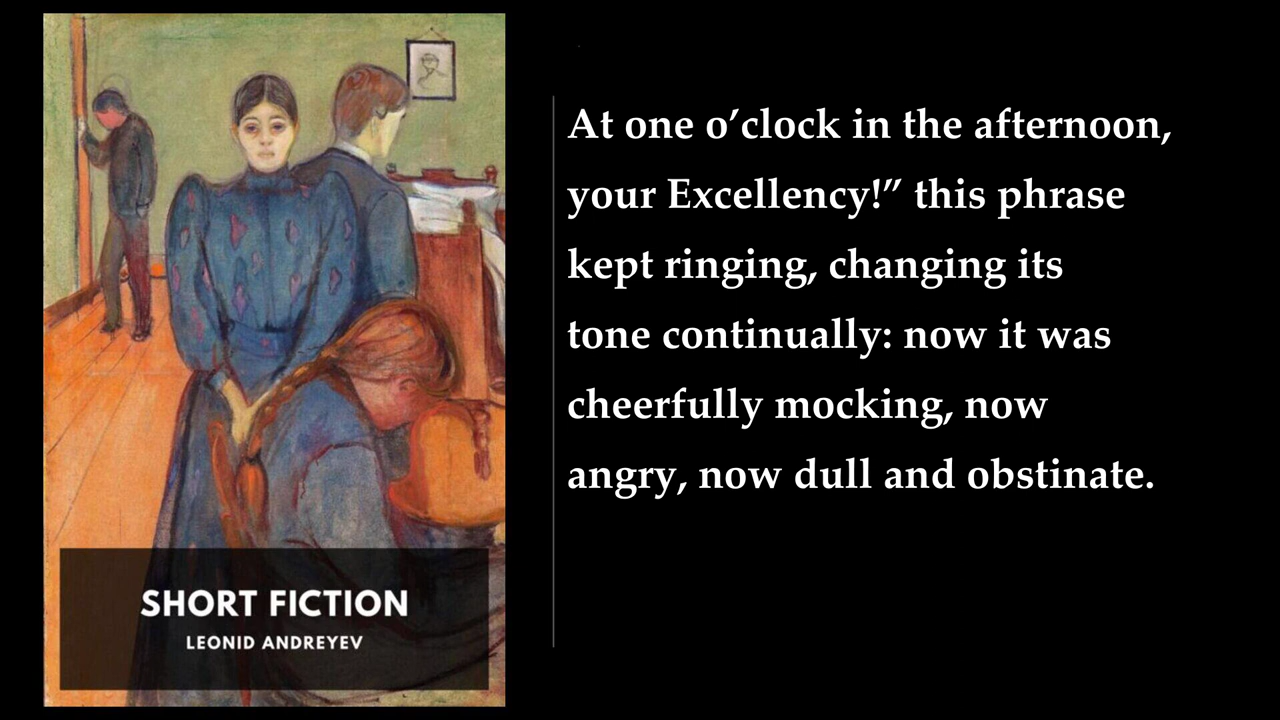 At one o’clock in the afternoon,
your Excellency!” this phrase
kept ringing, changing its
tone continually: now it was
cheerfully mocking, now
angry, now dull and obstinate.
SHORT FICTION
LEONID ANDREYEV